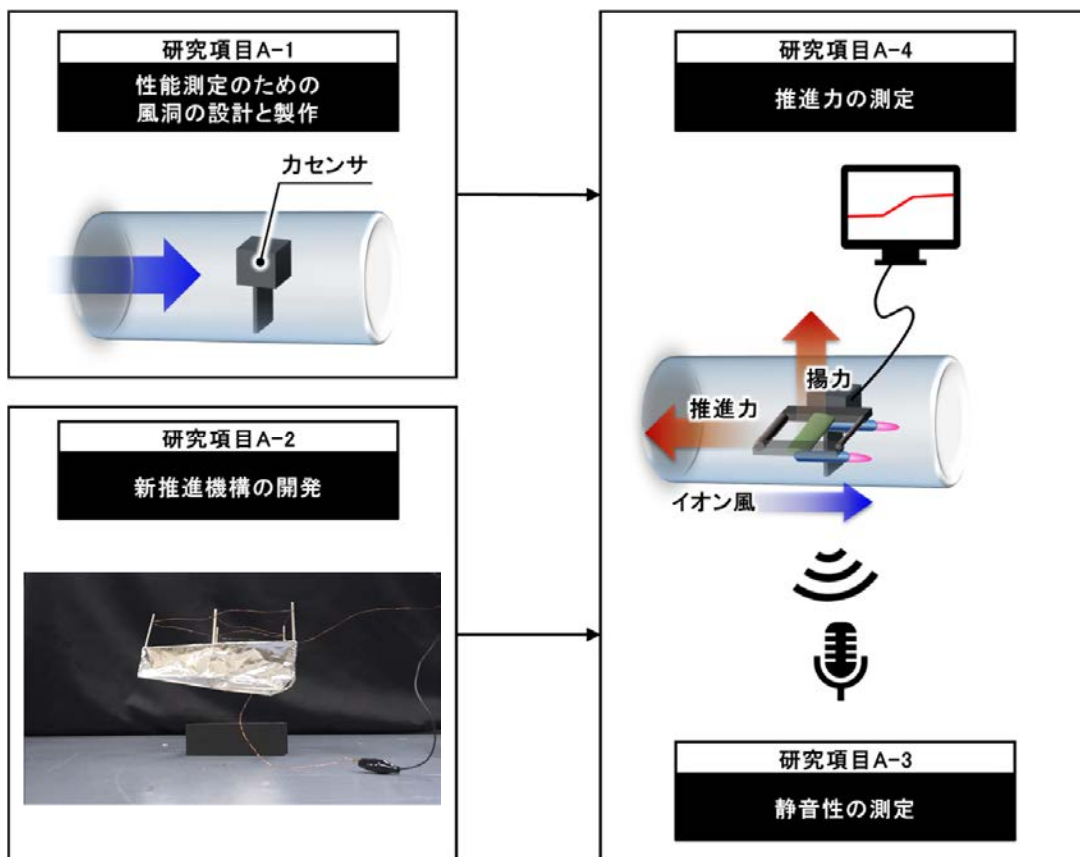 研究項目A-1
性能測定のための
風洞の設計と製作
力センサ
研究項目A-2
新推進機構の開発
研究項目A-4
推進力の測定
揚力
推進力
イオン風
研究項目A-3
静音性の測定